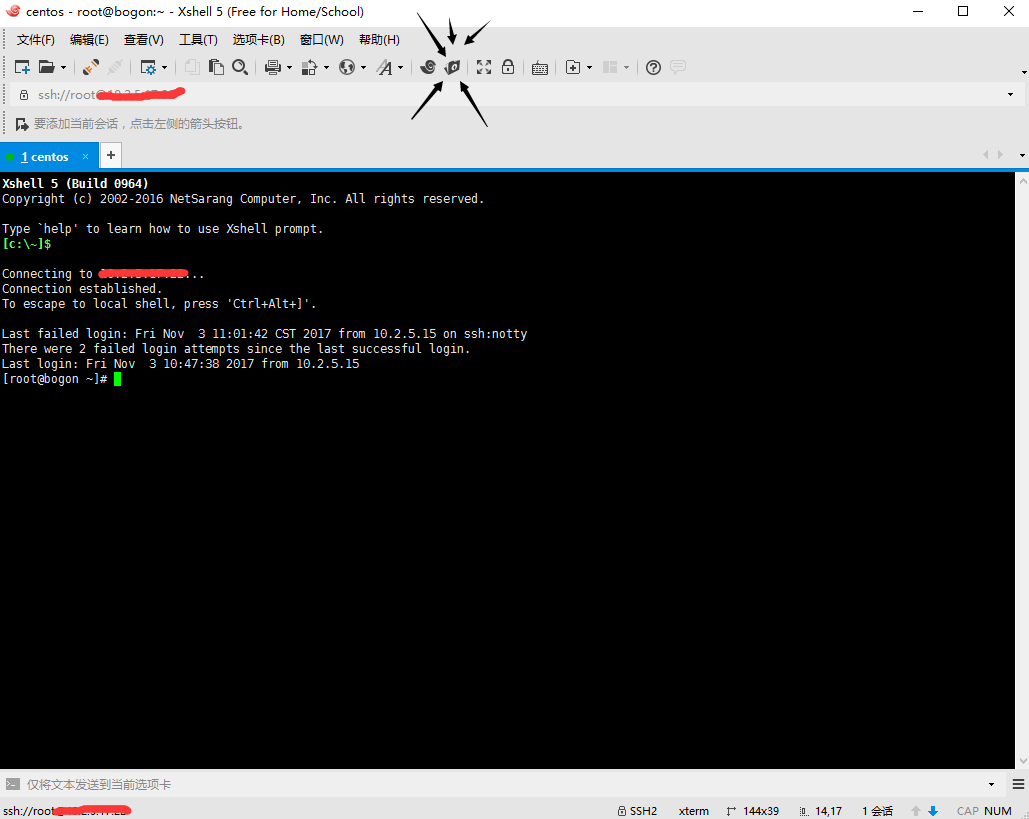 centos - root@bogon:~ - Xshell 5 (Free for Home/School)
文件(F) 编辑(E) 查看(V) 工具(T) 选项卡(B) 窗口(W) 帮助(H)
ssh://root@
要添加当前会话，点击左侧的箭头按钮。
1 centos × +
Xshell 5 (Build 0964)
Copyright (c) 2002-2016 NetSarang Computer, Inc. All rights reserved.
Type `help' to learn how to use Xshell prompt.
[c:\~]$
Connecting to ...
Connection established.
To escape to local shell, press 'Ctrl+Alt+]'.
Last failed login: Fri Nov  3 11:01:42 CST 2017 from 10.2.5.15 on ssh:notty
There were 2 failed login attempts since the last successful login.
Last login: Fri Nov  3 10:47:38 2017 from 10.2.5.15
[root@bogon ~]#
仅将文本发送到当前选项卡
ssh://root SSH2 xterm 144x39 14,17 1 会话 CAP NUM